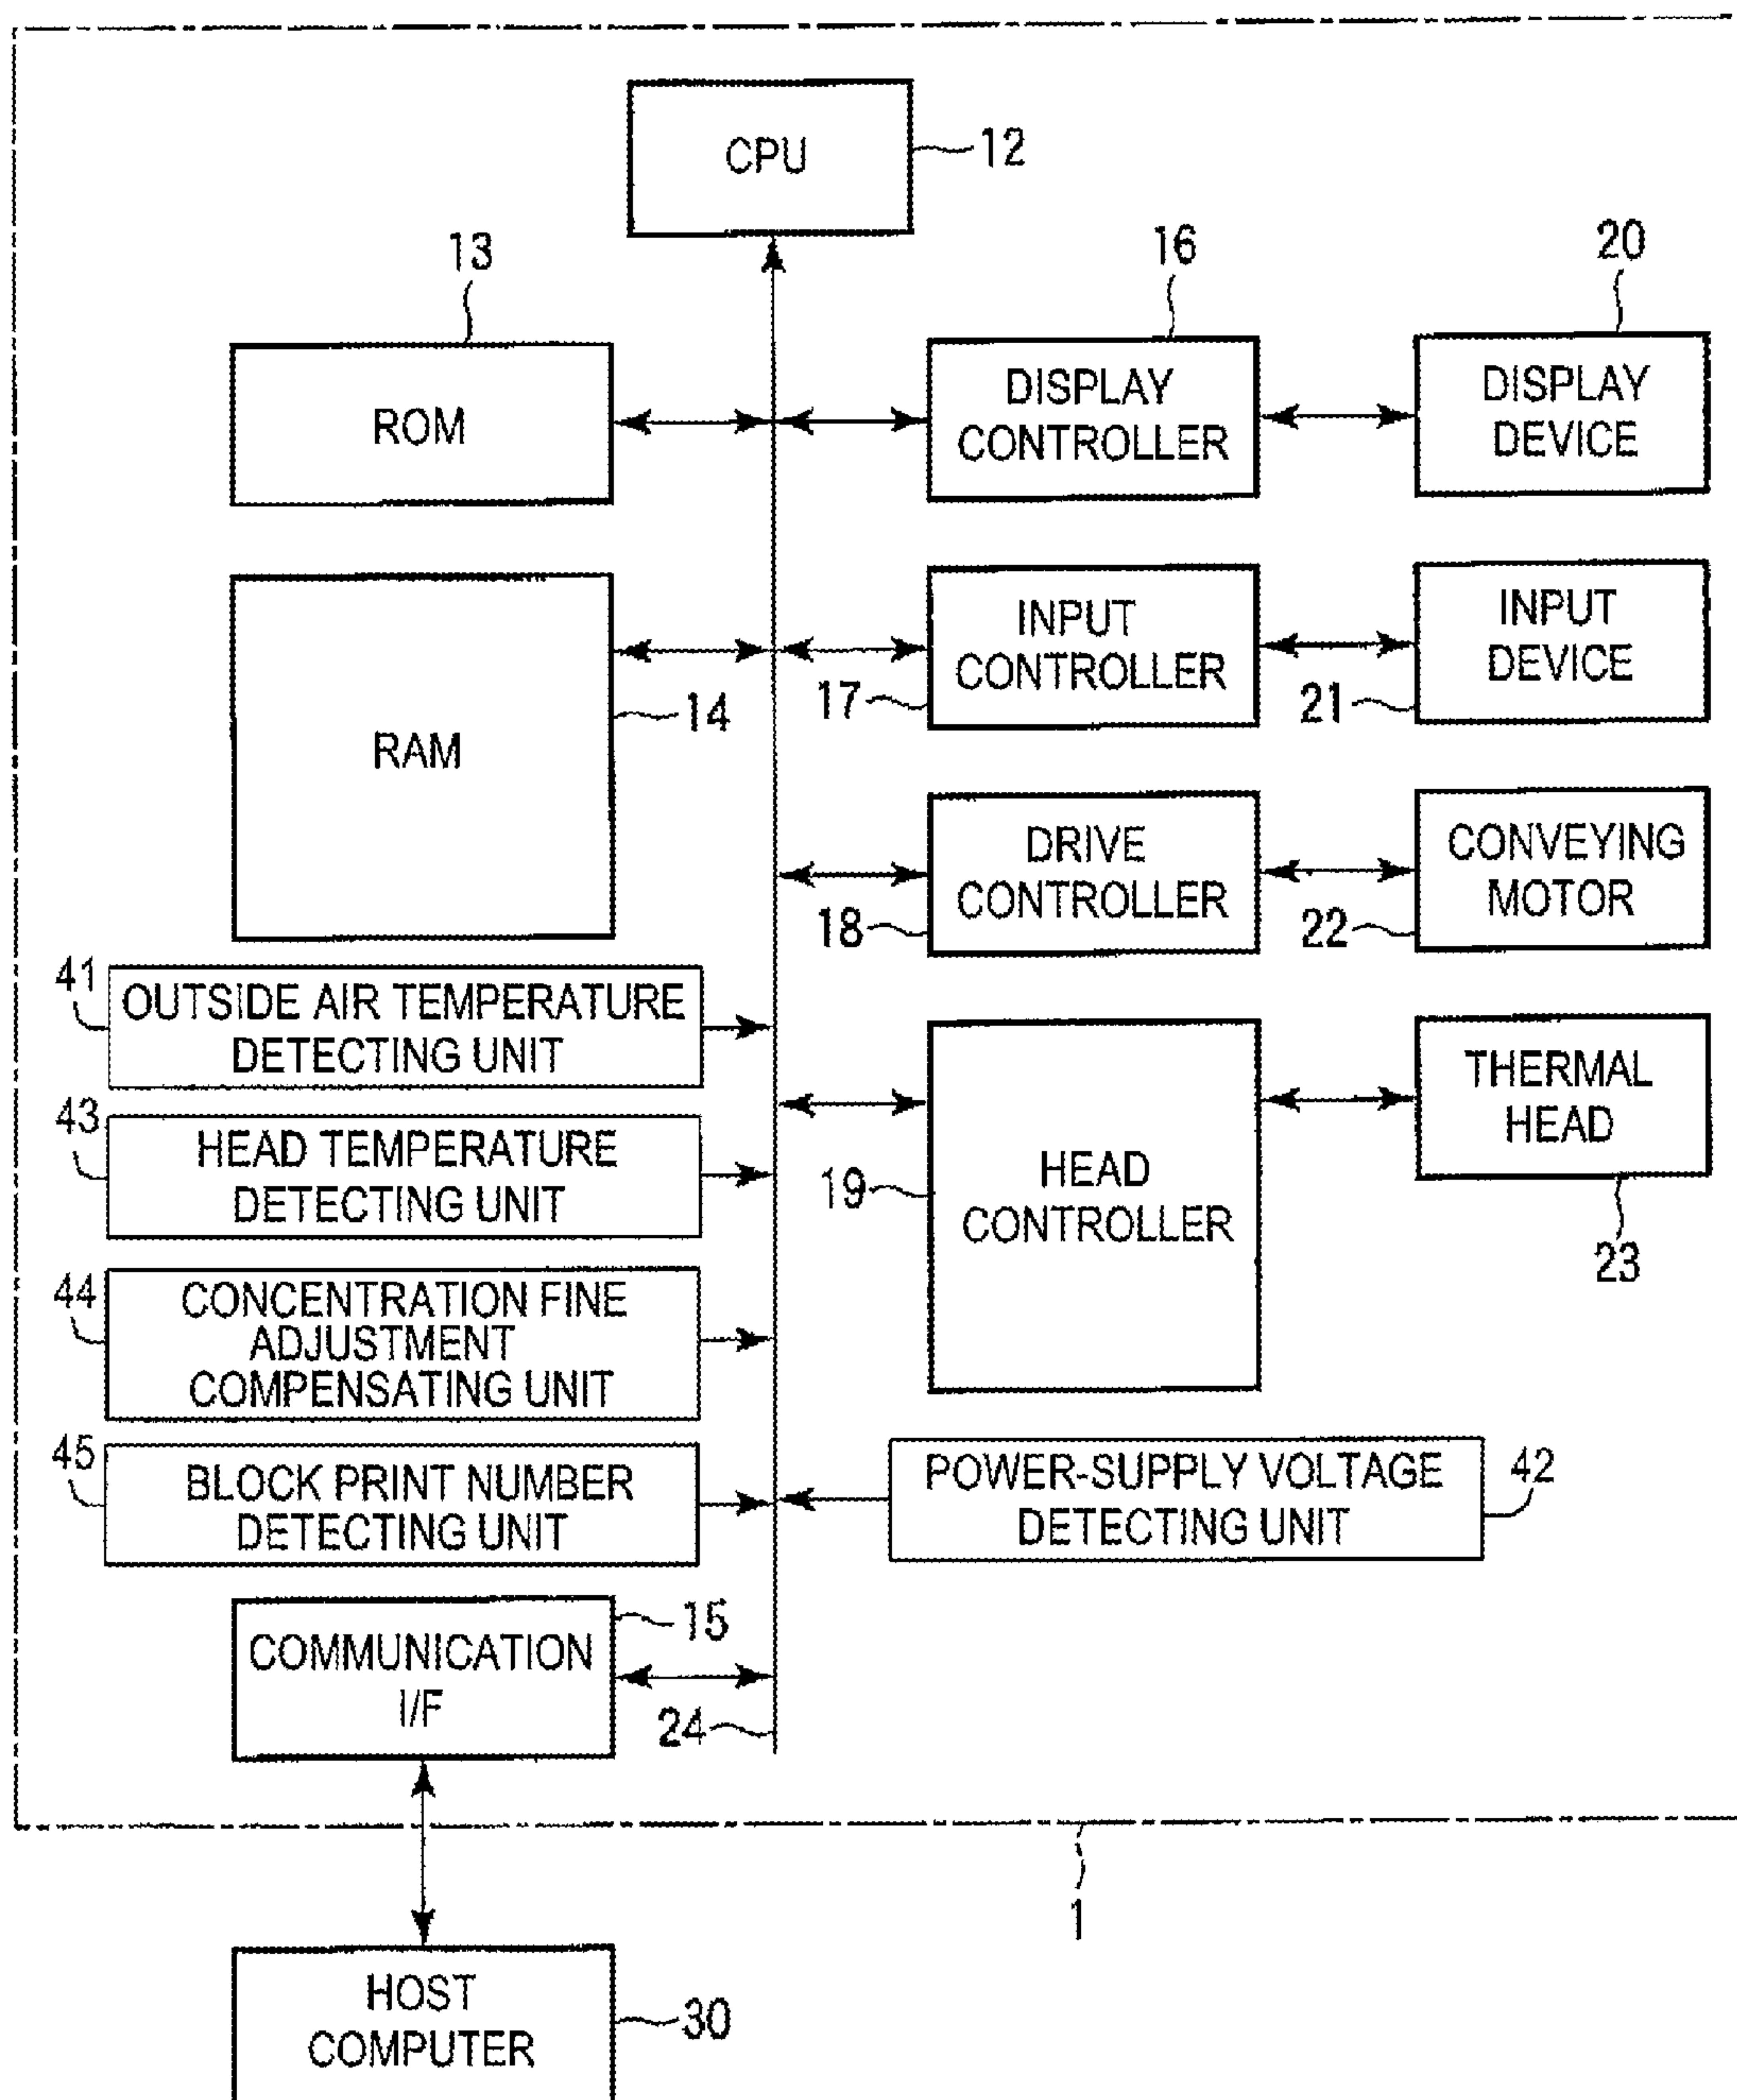 CPU
12
13
16
20
ROM
DISPLAY
CONTROLLER
DISPLAY
DEVICE
RAM
14
INPUT
CONTROLLER
17
INPUT
DEVICE
21
DRIVE
CONTROLLER
18
CONVEYING
MOTOR
22
41
OUTSIDE AIR TEMPERATURE
DETECTING UNIT
43
HEAD TEMPERATURE
DETECTING UNIT
HEAD
CONTROLLER
19
THERMAL
HEAD
23
44
CONCENTRATION FINE
ADJUSTMENT
COMPENSATING UNIT
45
BLOCK PRINT NUMBER
DETECTING UNIT
POWER-SUPPLY VOLTAGE
DETECTING UNIT
42
COMMUNICATION
I/F
15
24
1
HOST
COMPUTER
30